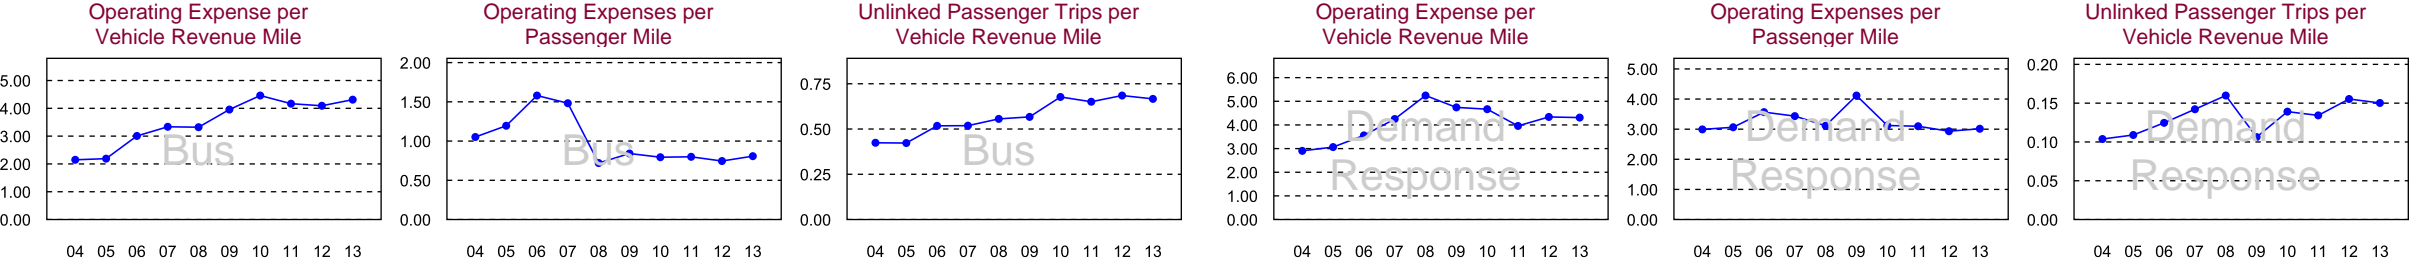 Operating Expense per
Vehicle Revenue Mile
5.00
4.00
3.00
2.00
1.00
0.00
Bus
04 05 06 07 08 09 10 11 12 13
Operating Expenses per
Passenger Mile
2.00
1.50
1.00
0.50
0.00
Bus
04 05 06 07 08 09 10 11 12 13
Unlinked Passenger Trips per
Vehicle Revenue Mile
0.75
0.50
0.25
0.00
Bus
04 05 06 07 08 09 10 11 12 13
Operating Expense per
Vehicle Revenue Mile
6.00
5.00
4.00
3.00
2.00
1.00
0.00
Demand
Response
04 05 06 07 08 09 10 11 12 13
Operating Expenses per
Passenger Mile
5.00
4.00
3.00
2.00
1.00
0.00
Demand
Response
04 05 06 07 08 09 10 11 12 13
Unlinked Passenger Trips per
Vehicle Revenue Mile
0.20
0.15
0.10
0.05
0.00
Demand
Response
04 05 06 07 08 09 10 11 12 13